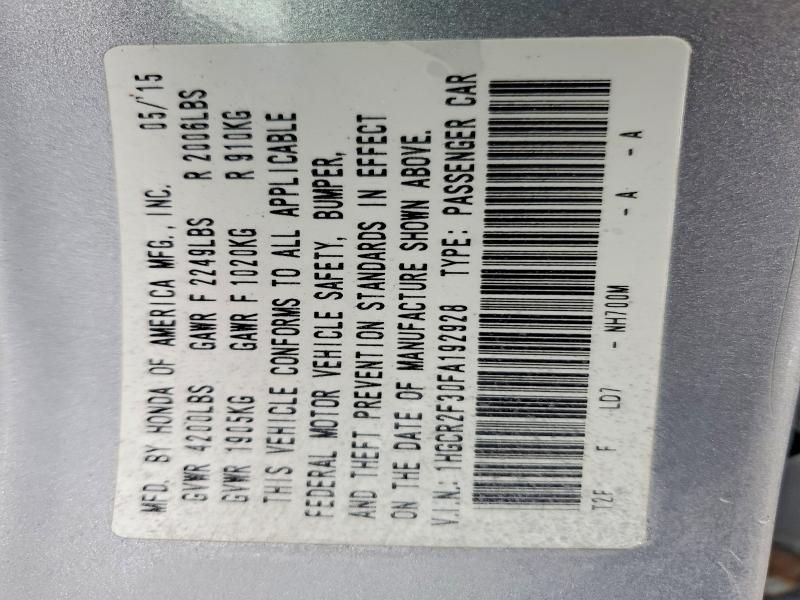 MFD. BY HONDA OF AMERICA MFG., INC. 05/'15
GVWR 4200LBS GAWR F 2249LBS R 2006LBS
GVWR 1905KG GAWR F 1020KG R 910KG
THIS VEHICLE CONFORMS TO ALL APPLICABLE
FEDERAL MOTOR VEHICLE SAFETY, BUMPER,
AND THEFT PREVENTION STANDARDS IN EFFECT
ON THE DATE OF MANUFACTURE SHOWN ABOVE.
V.I.N.: 1HGCR2F30FA192928 TYPE: PASSENGER CAR
T2F F LD7 - NH700M - A - A